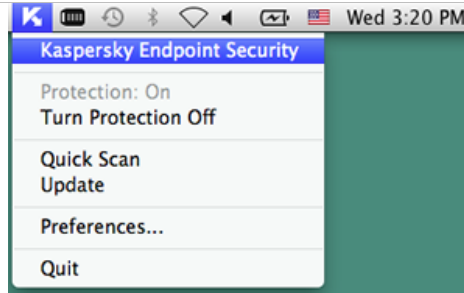 K Wed 3:20 PM
Kaspersky Endpoint Security
Protection: On
Turn Protection Off
Quick Scan
Update
Preferences...
Quit